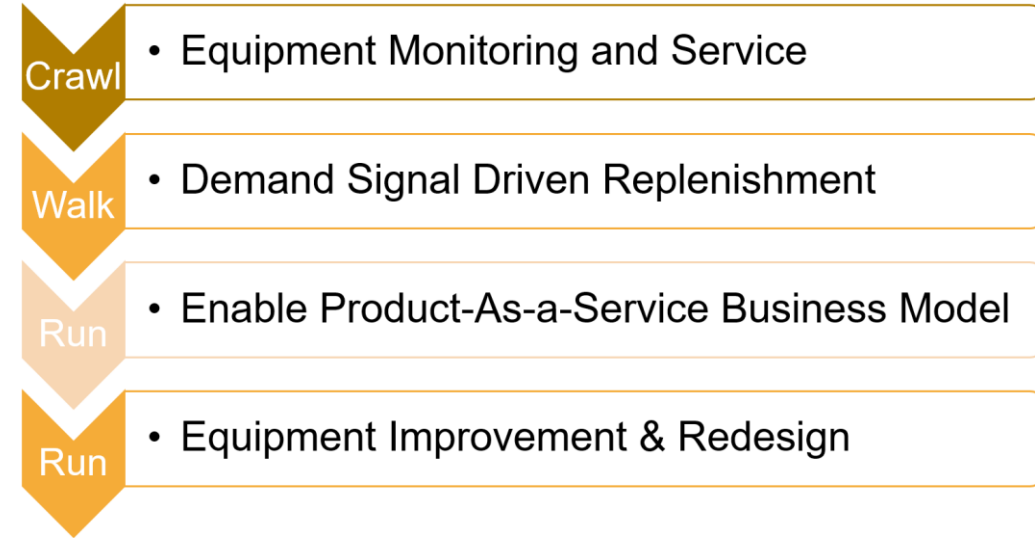 Crawl
• Equipment Monitoring and Service
Walk
• Demand Signal Driven Replenishment
Run
• Enable Product-As-a-Service Business Model
Run
• Equipment Improvement & Redesign